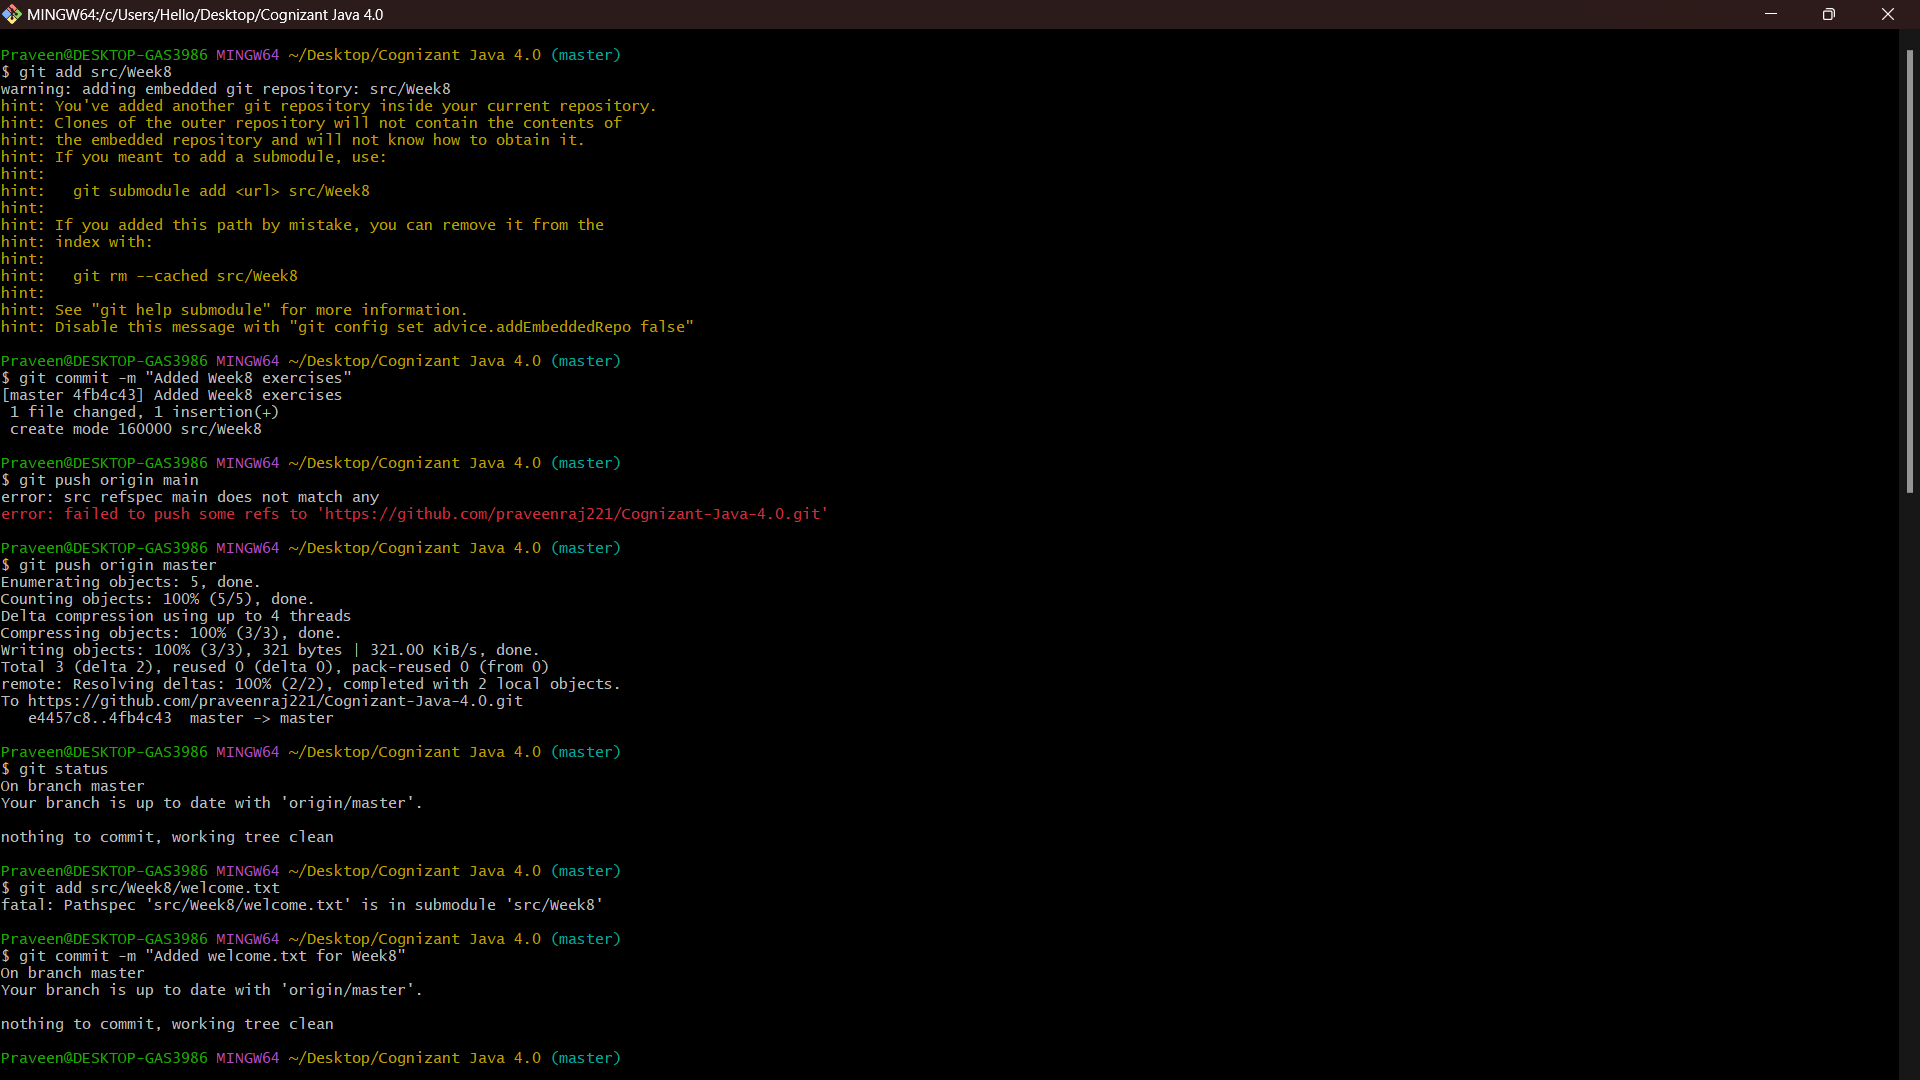 MINGW64:/c/Users/Hello/Desktop/Cognizant Java 4.0
Praveen@DESKTOP-GAS3986 MINGW64 ~/Desktop/Cognizant Java 4.0 (master)
$ git add src/Week8
warning: adding embedded git repository: src/Week8
hint: You've added another git repository inside your current repository.
hint: Clones of the outer repository will not contain the contents of
hint: the embedded repository and will not know how to obtain it.
hint: If you meant to add a submodule, use:
hint:
hint:   git submodule add <url> src/Week8
hint:
hint: If you added this path by mistake, you can remove it from the
hint: index with:
hint:
hint:   git rm --cached src/Week8
hint:
hint: See "git help submodule" for more information.
hint: Disable this message with "git config set advice.addEmbeddedRepo false"
Praveen@DESKTOP-GAS3986 MINGW64 ~/Desktop/Cognizant Java 4.0 (master)
$ git commit -m "Added Week8 exercises"
[master 4fb4c43] Added Week8 exercises
 1 file changed, 1 insertion(+)
 create mode 160000 src/Week8
Praveen@DESKTOP-GAS3986 MINGW64 ~/Desktop/Cognizant Java 4.0 (master)
$ git push origin main
error: src refspec main does not match any
error: failed to push some refs to 'https://github.com/praveenraj221/Cognizant-Java-4.0.git'
Praveen@DESKTOP-GAS3986 MINGW64 ~/Desktop/Cognizant Java 4.0 (master)
$ git push origin master
Enumerating objects: 5, done.
Counting objects: 100% (5/5), done.
Delta compression using up to 4 threads
Compressing objects: 100% (3/3), done.
Writing objects: 100% (3/3), 321 bytes | 321.00 KiB/s, done.
Total 3 (delta 2), reused 0 (delta 0), pack-reused 0 (from 0)
remote: Resolving deltas: 100% (2/2), completed with 2 local objects.
To https://github.com/praveenraj221/Cognizant-Java-4.0.git
   e4457c8..4fb4c43  master -> master
Praveen@DESKTOP-GAS3986 MINGW64 ~/Desktop/Cognizant Java 4.0 (master)
$ git status
On branch master
Your branch is up to date with 'origin/master'.
nothing to commit, working tree clean
Praveen@DESKTOP-GAS3986 MINGW64 ~/Desktop/Cognizant Java 4.0 (master)
$ git add src/Week8/welcome.txt
fatal: Pathspec 'src/Week8/welcome.txt' is in submodule 'src/Week8'
Praveen@DESKTOP-GAS3986 MINGW64 ~/Desktop/Cognizant Java 4.0 (master)
$ git commit -m "Added welcome.txt for Week8"
On branch master
Your branch is up to date with 'origin/master'.
nothing to commit, working tree clean
Praveen@DESKTOP-GAS3986 MINGW64 ~/Desktop/Cognizant Java 4.0 (master)